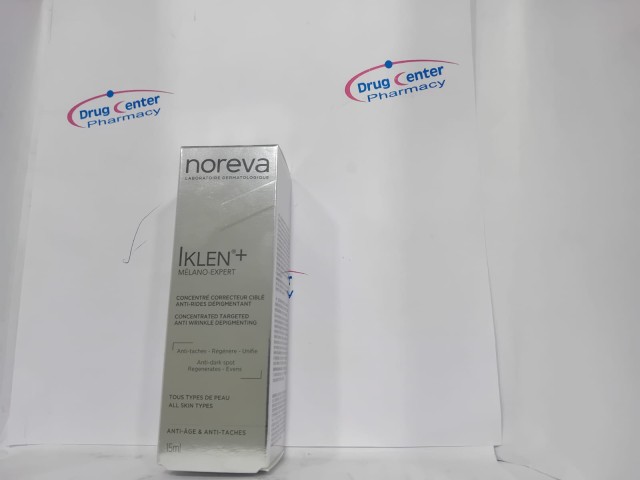 Drug Center
Pharmacy
Drug Center
Pharmacy
noreva
LABORATOIRE DERMATOLOGIQUE
IKLEN®+
MÉLANO-EXPERT
CONCENTRÉ CORRECTEUR CIBLÉ
ANTI-RIDES DÉPIGMENTANT
CONCENTRATED TARGETED
ANTI WRINKLE DEPIGMENTING
Anti-taches - Régénère - Unifie
Anti-dark spot
Regenerates - Evens
TOUS TYPES DE PEAU
ALL SKIN TYPES
ANTI-ÂGE & ANTI-TACHES
15ml